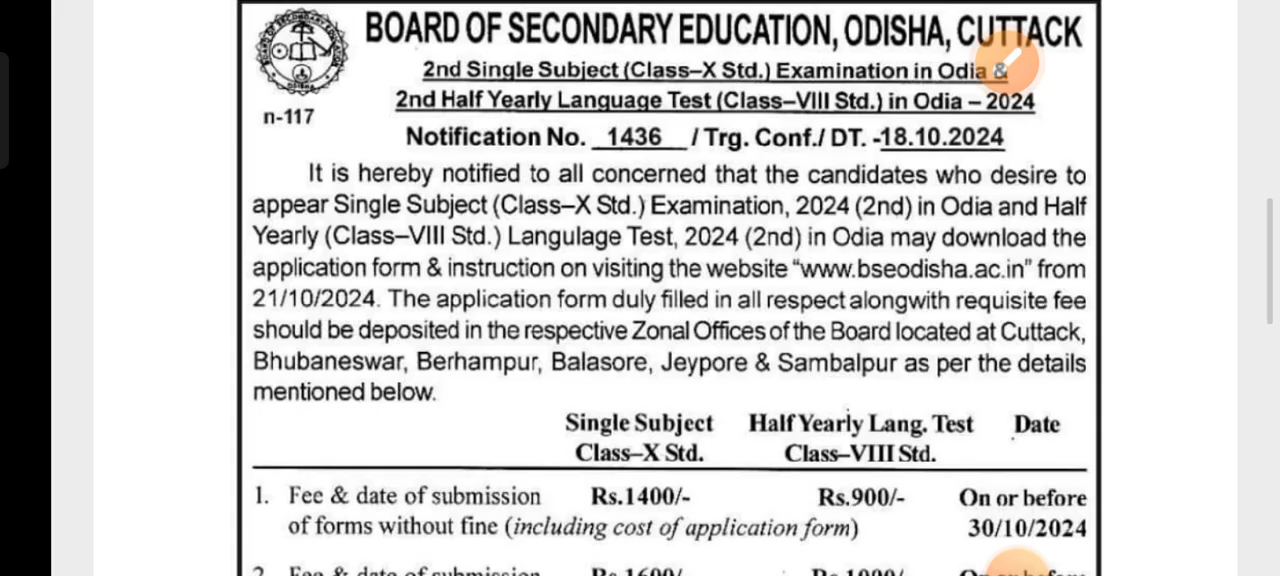 BOARD OF SECONDARY EDUCATION, ODISHA, CUTTACK
2nd Single Subject (Class–X Std.) Examination in Odia &
2nd Half Yearly Language Test (Class–VIII Std.) in Odia – 2024
n-117
Notification No. 1436 / Trg. Conf./ DT. -18.10.2024
It is hereby notified to all concerned that the candidates who desire to
appear Single Subject (Class–X Std.) Examination, 2024 (2nd) in Odia and Half
Yearly (Class–VIII Std.) Langulage Test, 2024 (2nd) in Odia may download the
application form & instruction on visiting the website “www.bseodisha.ac.in” from
21/10/2024. The application form duly filled in all respect alongwith requisite fee
should be deposited in the respective Zonal Offices of the Board located at Cuttack,
Bhubaneswar, Berhampur, Balasore, Jeypore & Sambalpur as per the details
mentioned below.
Single Subject Half Yearly Lang. Test Date
Class–X Std. Class–VIII Std.
1. Fee & date of submission Rs.1400/- Rs.900/- On or before
of forms without fine (including cost of application form) 30/10/2024
2. Fee & date of submission